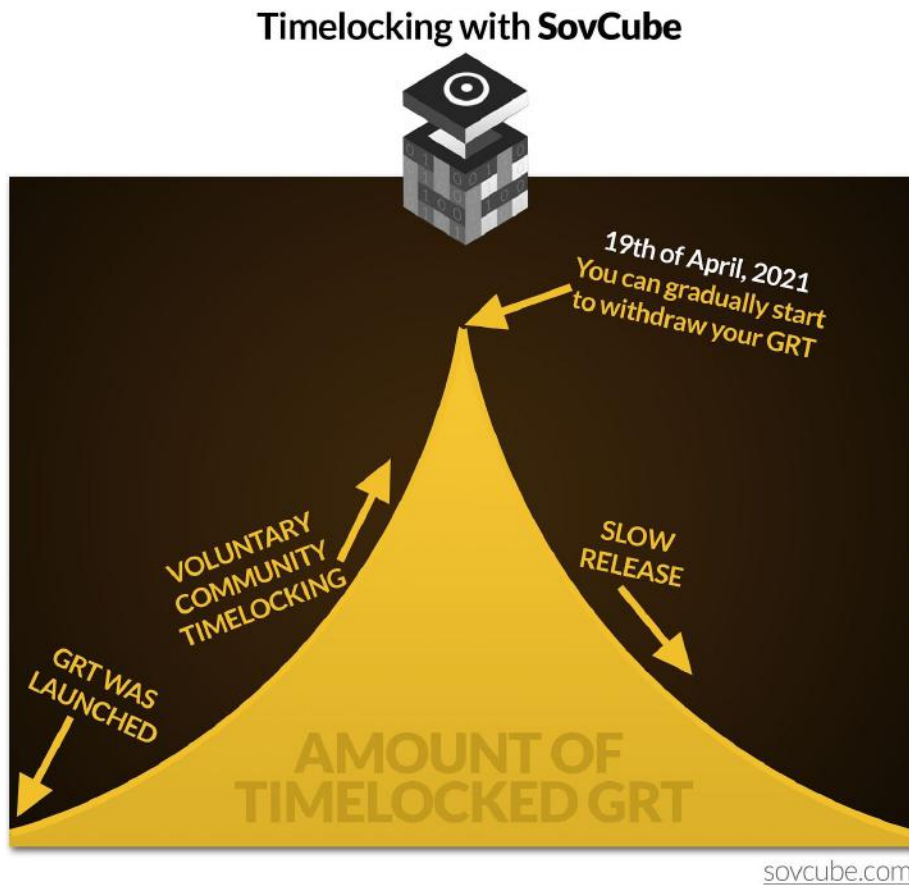 Timelocking with SovCube
19th of April, 2021
You can gradually start
to withdraw your GRT
VOLUNTARY
COMMUNITY
TIMELOCKING
SLOW
RELEASE
GRT WAS
LAUNCHED
AMOUNT OF
TIMELOCKED GRT
sovcube.com